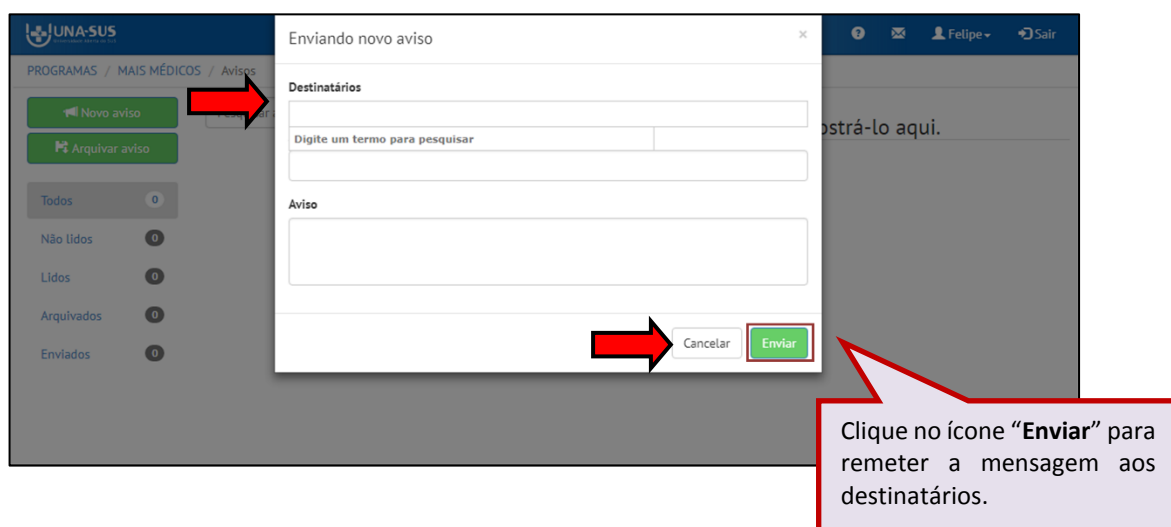 UNA-SUS
Enviando novo aviso
×
Felipe
Sair
PROGRAMAS / MAIS MÉDICOS / Avisos
Destinatários
Novo aviso
ostrá-lo aqui.
Digite um termo para pesquisar
Arquivar aviso
Todos 0
Aviso
Não lidos 0
Lidos 0
Arquivados 0
Enviados 0
Cancelar
Enviar
Clique no ícone “Enviar” para
remeter a mensagem aos
destinatários.